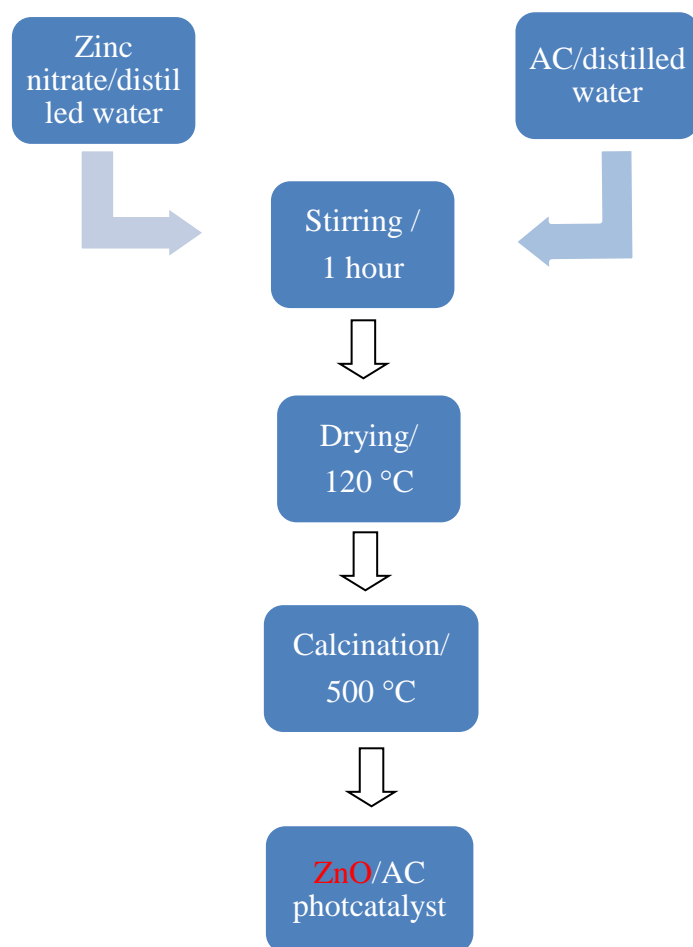 Zinc
nitrate/distil
led water
AC/distilled
water
Stirring /
1 hour
Drying/
120 °C
Calcination/
500 °C
ZnO/AC
photcatalyst